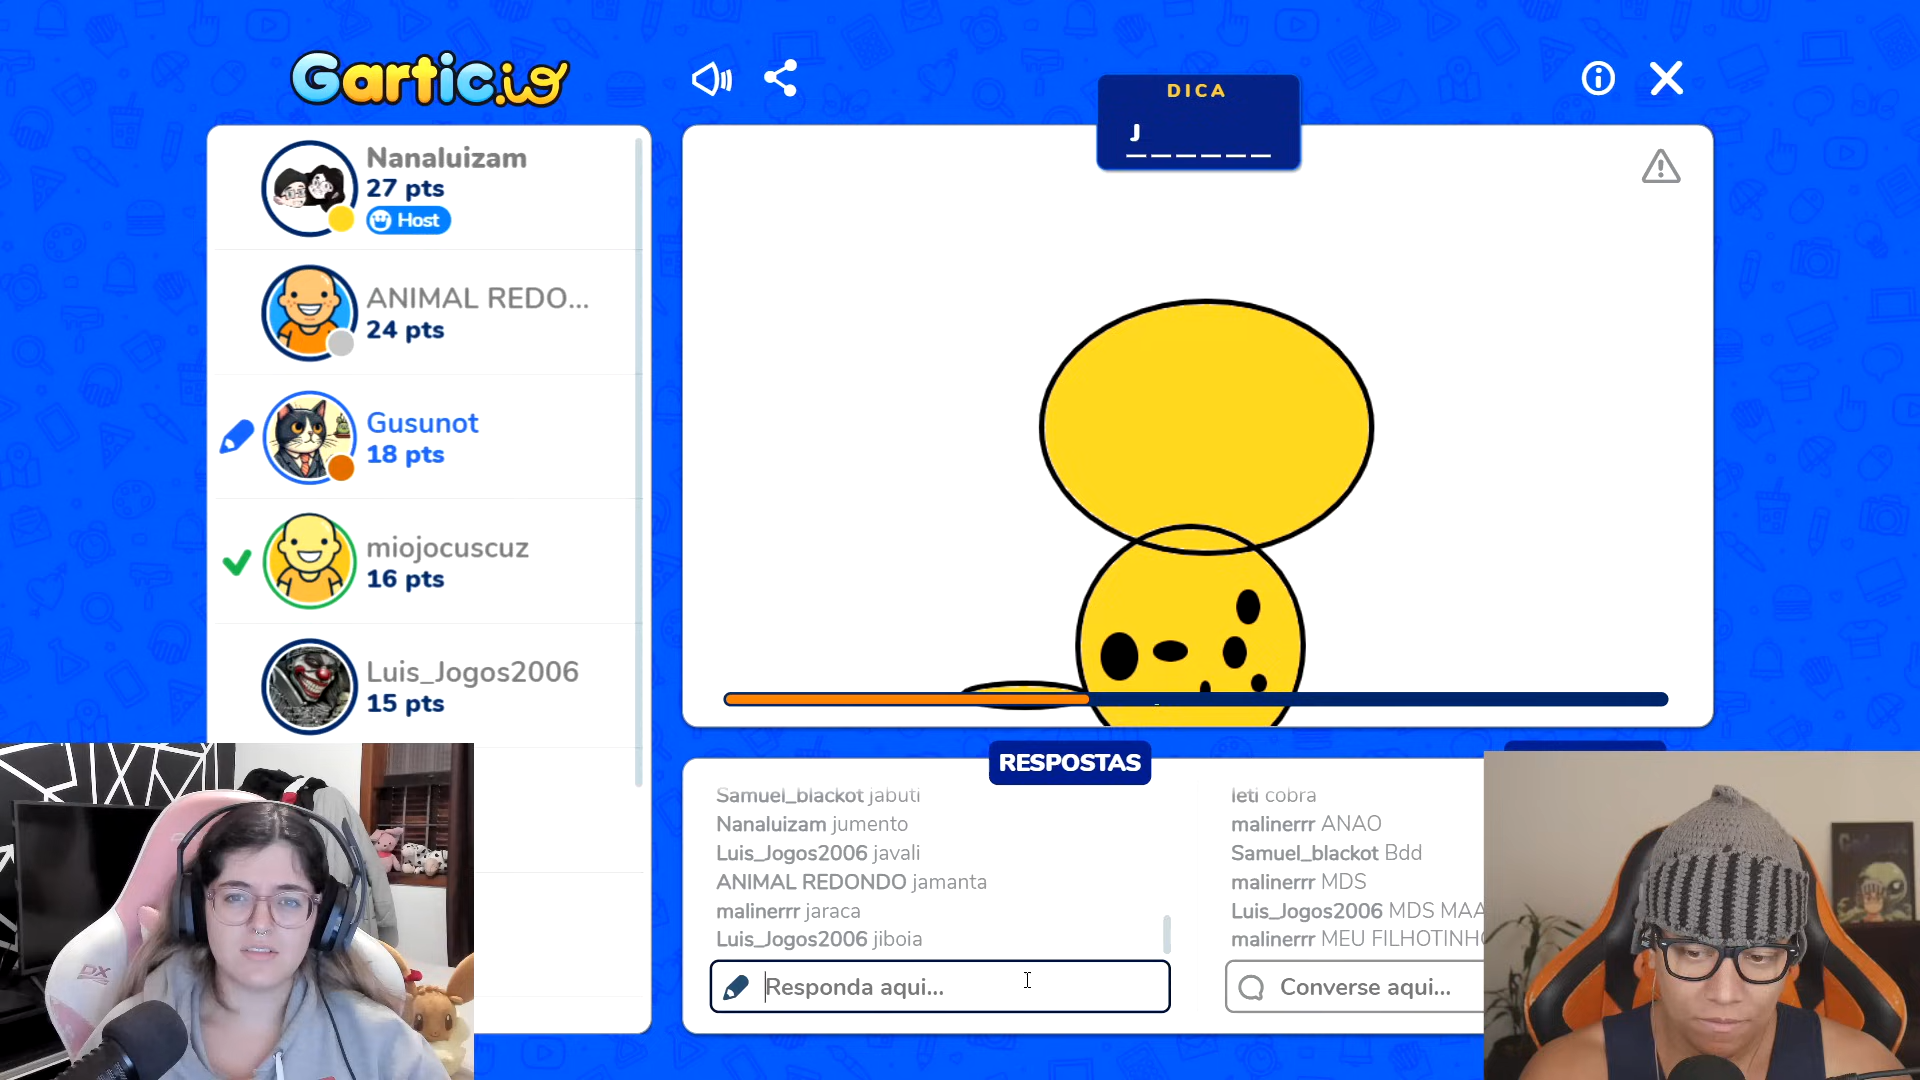 Gartic.io
DICA
J _ _ _ _ _
Nanaluizam
27 pts
Host
ANIMAL REDO...
24 pts
Gusunot
18 pts
miojocuscuz
16 pts
Luis_Jogos2006
15 pts
RESPOSTAS
Samuel_blackot jabuti
Nanaluizam jumento
Luis_Jogos2006 javali
ANIMAL REDONDO jamanta
malinerrr jaraca
Luis_Jogos2006 jiboia
Responda aqui...
leti cobra
malinerrr ANAO
Samuel_blackot Bdd
malinerrr MDS
Luis_Jogos2006 MDS MAA
malinerrr MEU FILHOTINHO
Converse aqui...
DX